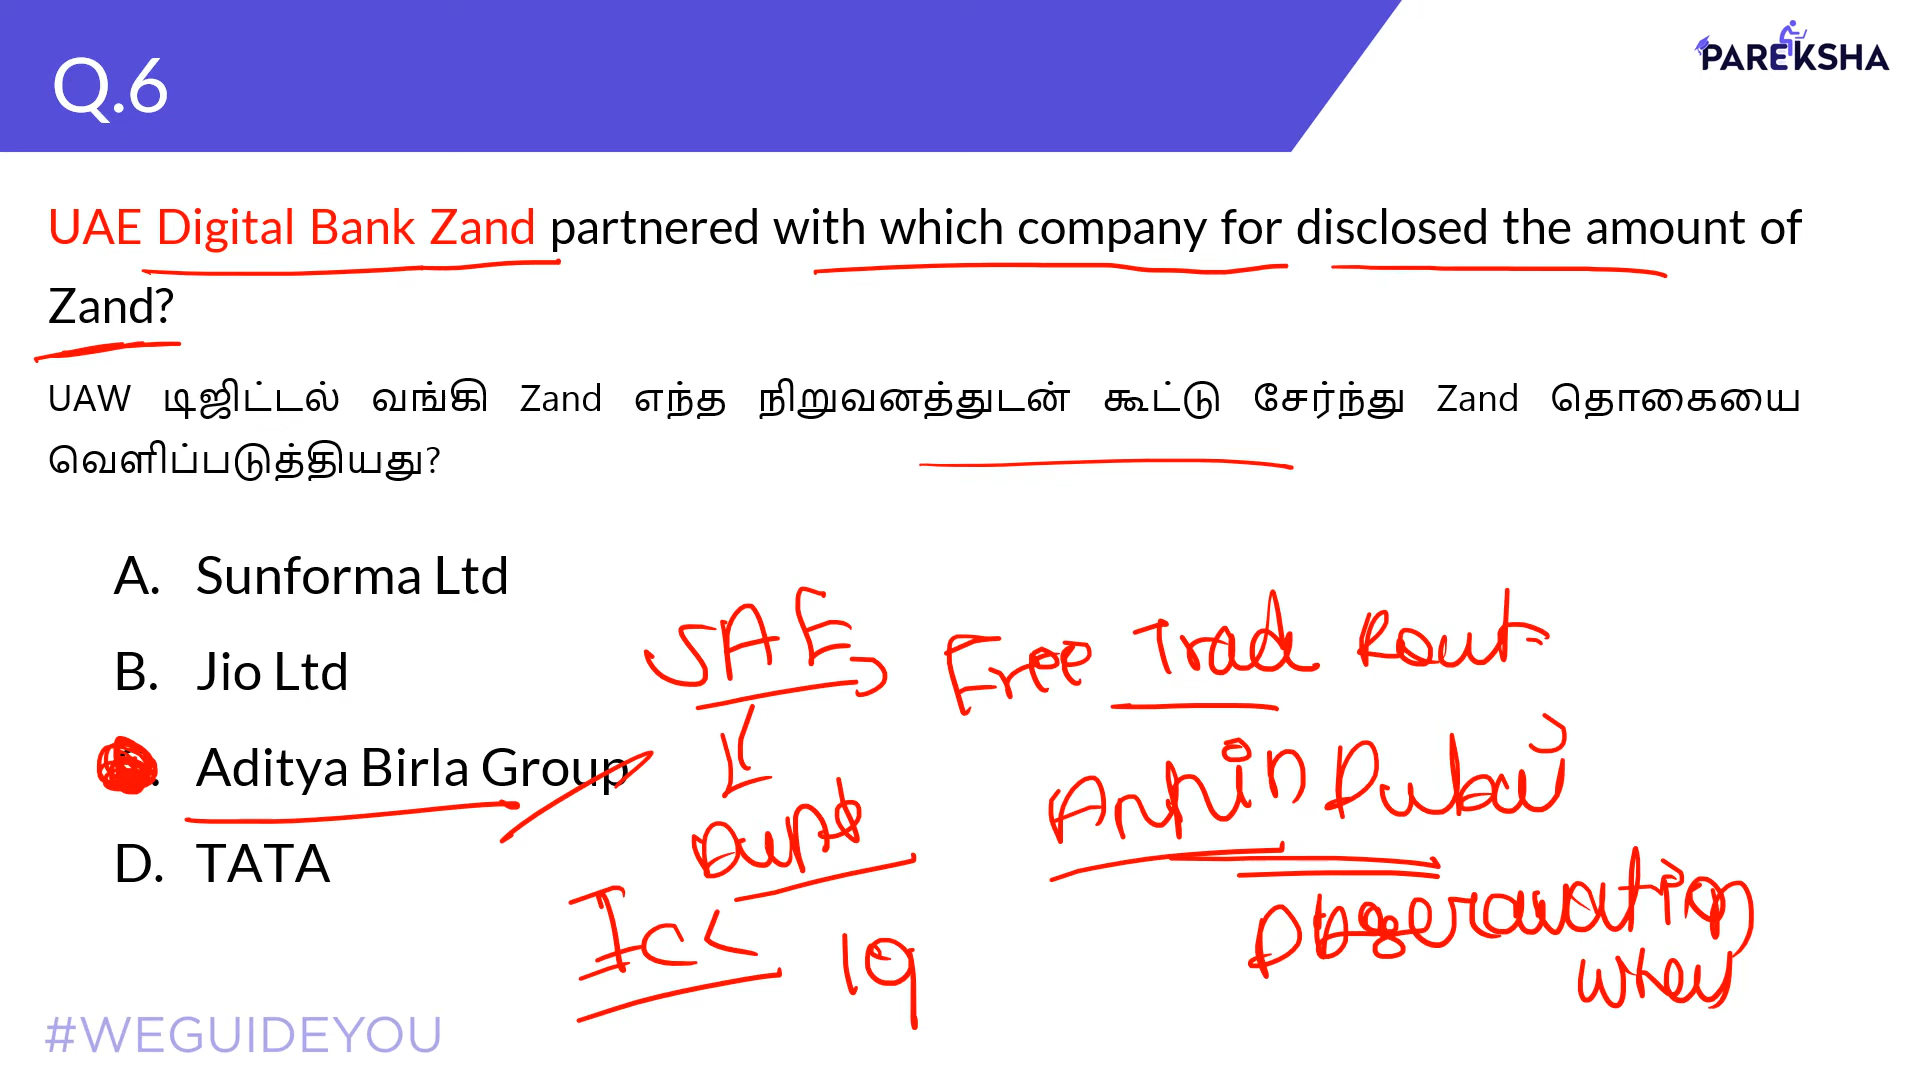 Q.6
PAREKSHA
UAE Digital Bank Zand partnered with which company for disclosed the amount of
Zand?
UAW டிஜிட்டல் வங்கி Zand எந்த நிறுவனத்துடன் கூட்டு சேர்ந்து Zand தொகையை
வெளிப்படுத்தியது?
A. Sunforma Ltd
B. Jio Ltd
Aditya Birla Group
D. TATA
Free Trade Rout
in Dubai
19
#WEGUIDEYOU